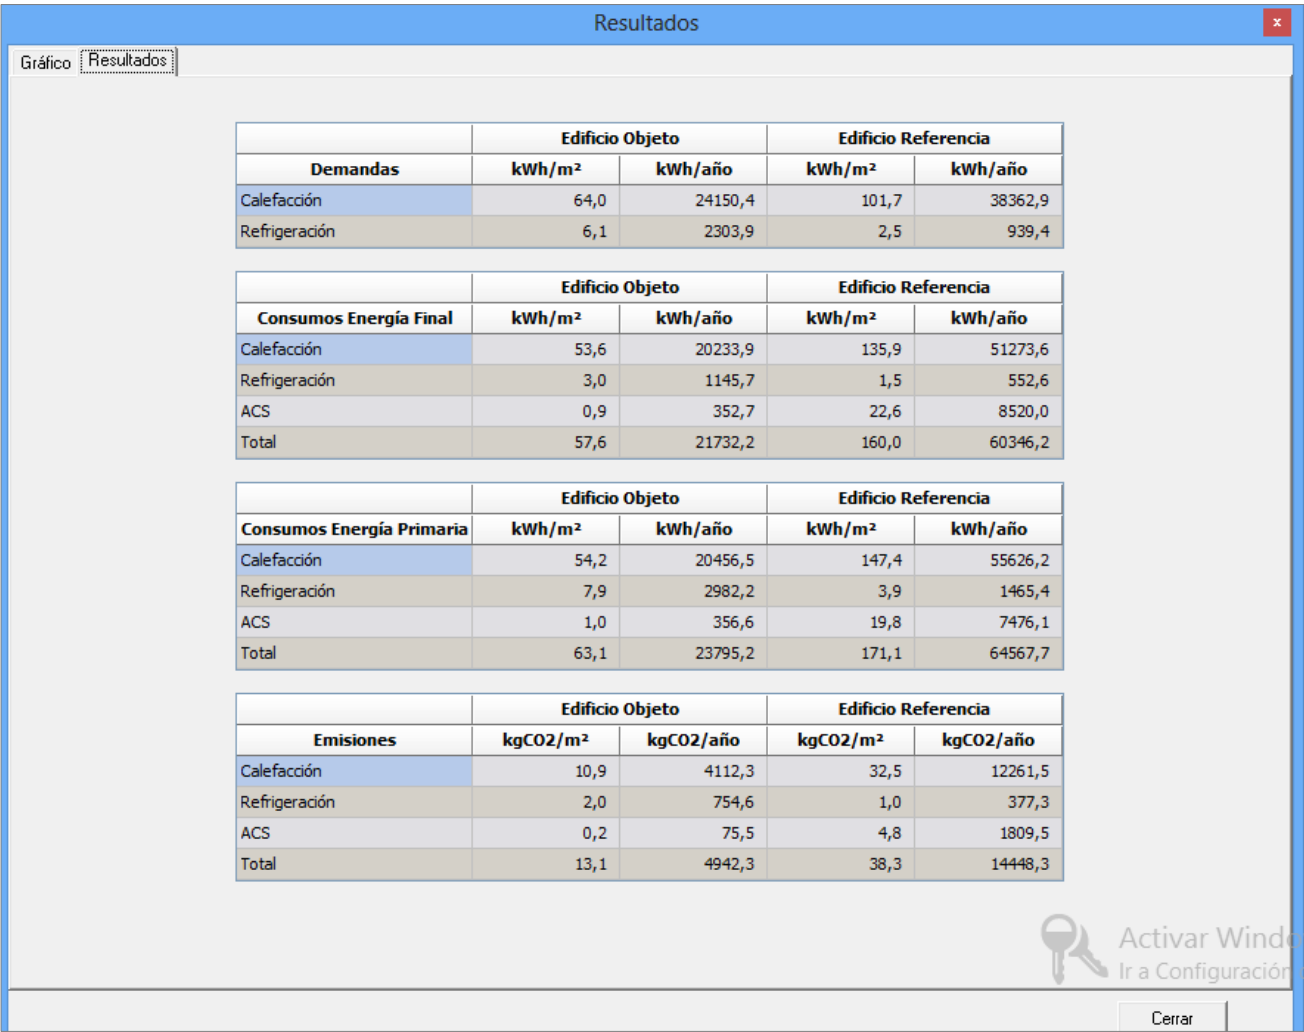 Resultados
x
Gráfico Resultados
Edificio Objeto Edificio Referencia
Demandas kWh/m² kWh/año kWh/m² kWh/año
Calefacción 64,0 24150,4 101,7 38362,9
Refrigeración 6,1 2303,9 2,5 939,4
Edificio Objeto Edificio Referencia
Consumos Energía Final kWh/m² kWh/año kWh/m² kWh/año
Calefacción 53,6 20233,9 135,9 51273,6
Refrigeración 3,0 1145,7 1,5 552,6
ACS 0,9 352,7 22,6 8520,0
Total 57,6 21732,2 160,0 60346,2
Edificio Objeto Edificio Referencia
Consumos Energía Primaria kWh/m² kWh/año kWh/m² kWh/año
Calefacción 54,2 20456,5 147,4 55626,2
Refrigeración 7,9 2982,2 3,9 1465,4
ACS 1,0 356,6 19,8 7476,1
Total 63,1 23795,2 171,1 64567,7
Edificio Objeto Edificio Referencia
Emisiones kgCO2/m² kgCO2/año kgCO2/m² kgCO2/año
Calefacción 10,9 4112,3 32,5 12261,5
Refrigeración 2,0 754,6 1,0 377,3
ACS 0,2 75,5 4,8 1809,5
Total 13,1 4942,3 38,3 14448,3
Activar Windo
Ir a Configuración
Cerrar